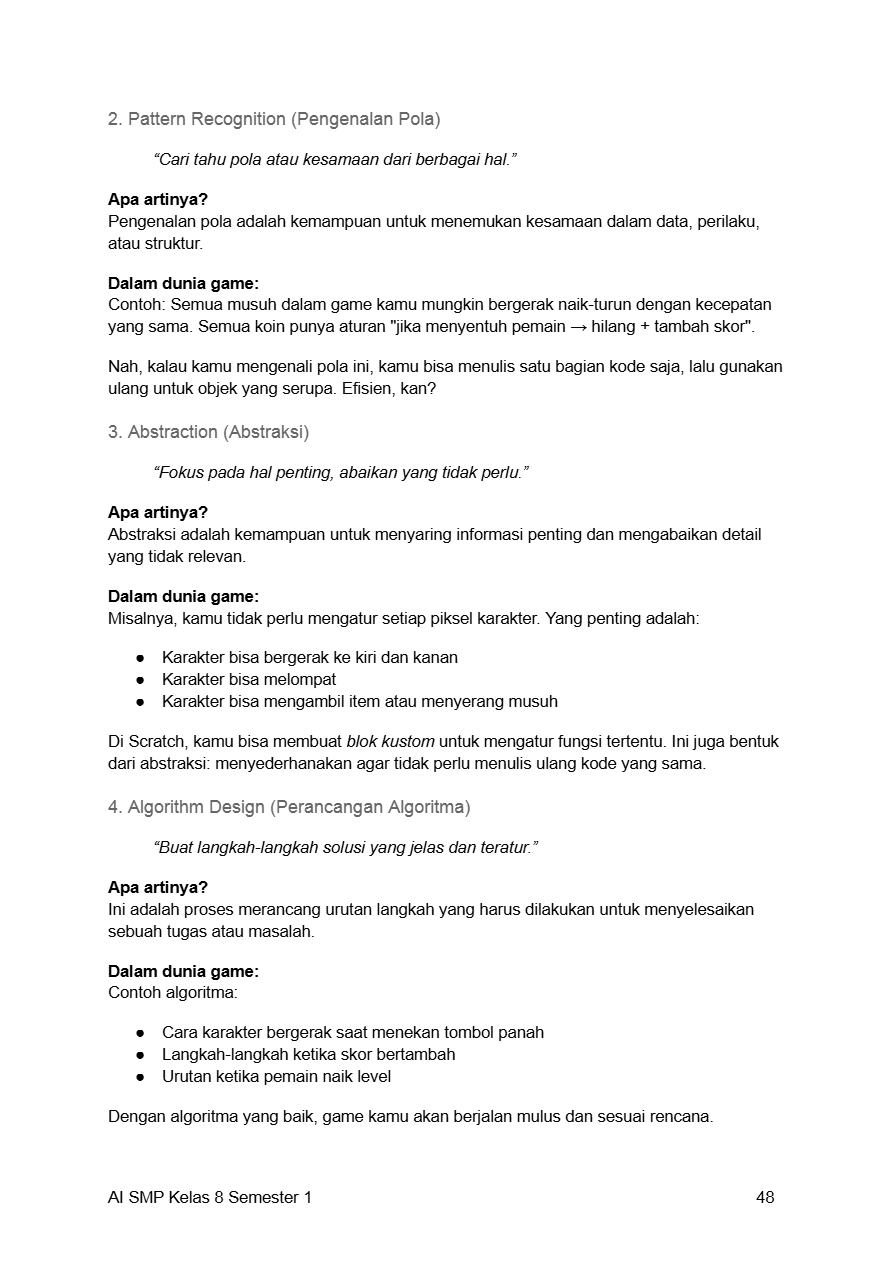 2. Pattern Recognition (Pengenalan Pola)
“Cari tahu pola atau kesamaan dari berbagai hal.”
Apa artinya?
Pengenalan pola adalah kemampuan untuk menemukan kesamaan dalam data, perilaku,
atau struktur.
Dalam dunia game:
Contoh: Semua musuh dalam game kamu mungkin bergerak naik-turun dengan kecepatan
yang sama. Semua koin punya aturan "jika menyentuh pemain → hilang + tambah skor".
Nah, kalau kamu mengenali pola ini, kamu bisa menulis satu bagian kode saja, lalu gunakan
ulang untuk objek yang serupa. Efisien, kan?
3. Abstraction (Abstraksi)
“Fokus pada hal penting, abaikan yang tidak perlu.”
Apa artinya?
Abstraksi adalah kemampuan untuk menyaring informasi penting dan mengabaikan detail
yang tidak relevan.
Dalam dunia game:
Misalnya, kamu tidak perlu mengatur setiap piksel karakter. Yang penting adalah:
● Karakter bisa bergerak ke kiri dan kanan
● Karakter bisa melompat
● Karakter bisa mengambil item atau menyerang musuh
Di Scratch, kamu bisa membuat blok kustom untuk mengatur fungsi tertentu. Ini juga bentuk
dari abstraksi: menyederhanakan agar tidak perlu menulis ulang kode yang sama.
4. Algorithm Design (Perancangan Algoritma)
“Buat langkah-langkah solusi yang jelas dan teratur.”
Apa artinya?
Ini adalah proses merancang urutan langkah yang harus dilakukan untuk menyelesaikan
sebuah tugas atau masalah.
Dalam dunia game:
Contoh algoritma:
● Cara karakter bergerak saat menekan tombol panah
● Langkah-langkah ketika skor bertambah
● Urutan ketika pemain naik level
Dengan algoritma yang baik, game kamu akan berjalan mulus dan sesuai rencana.
AI SMP Kelas 8 Semester 1 48